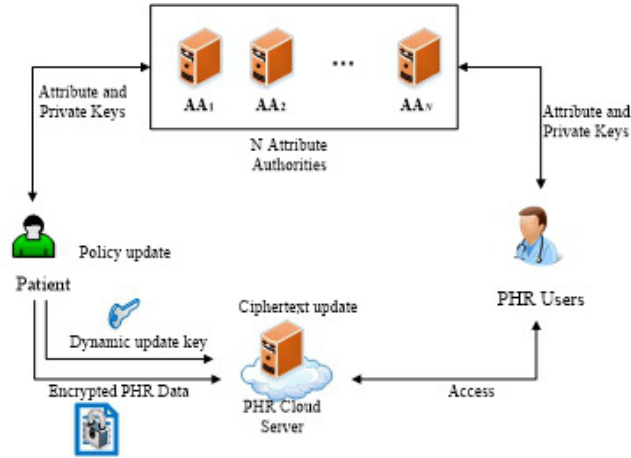 AA1 AA2 ... AAN
N Attribute
Authorities
Attribute and
Private Keys
Attribute and
Private Keys
Policy update
Patient
PHR Users
Ciphertext update
Dynamic update key
Encrypted PHR Data
PHR Cloud
Server
Access